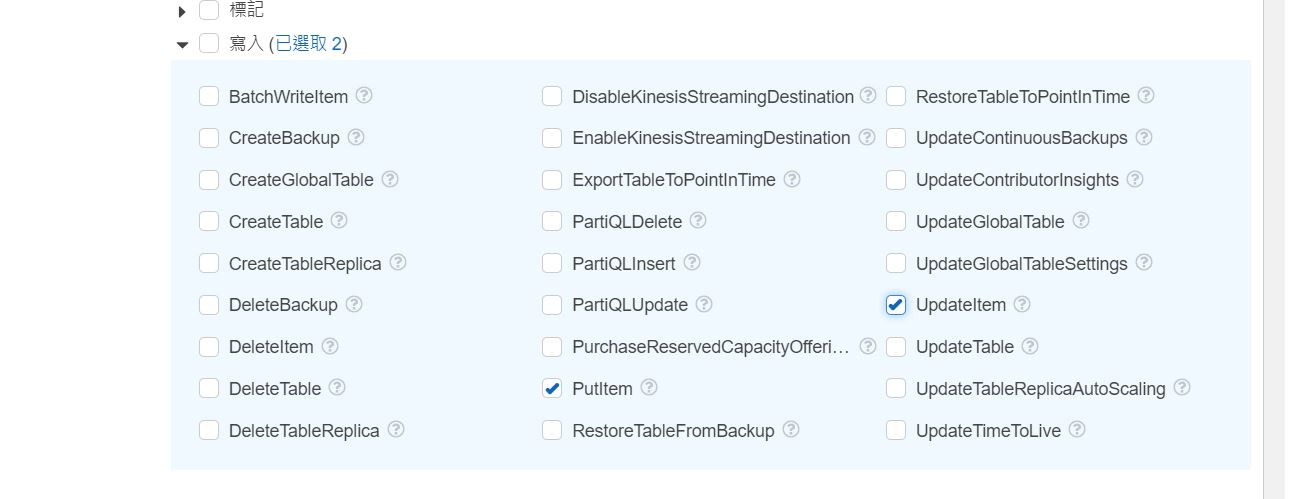 標記
寫入 (已選取 2)
BatchWriteItem
DisableKinesisStreamingDestination
RestoreTableToPointInTime
CreateBackup
EnableKinesisStreamingDestination
UpdateContinuousBackups
CreateGlobalTable
ExportTableToPointInTime
UpdateContributorInsights
CreateTable
PartiQLDelete
UpdateGlobalTable
CreateTableReplica
PartiQLInsert
UpdateGlobalTableSettings
DeleteBackup
PartiQLUpdate
UpdateItem
DeleteItem
PurchaseReservedCapacityOfferi…
UpdateTable
DeleteTable
PutItem
UpdateTableReplicaAutoScaling
DeleteTableReplica
RestoreTableFromBackup
UpdateTimeToLive